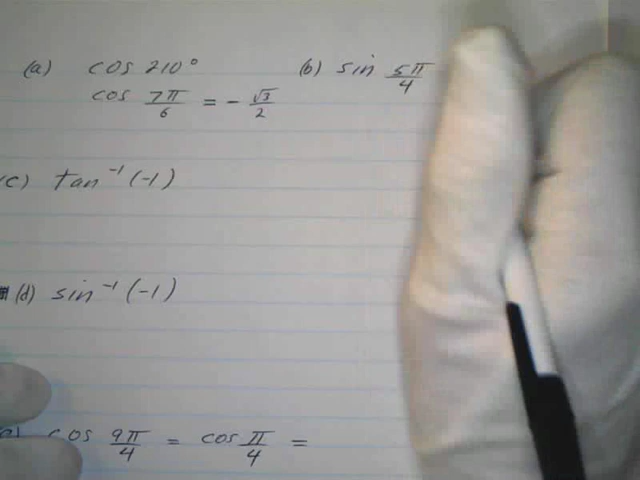 (a) cos 210° (b) sin 5π/4
cos 7π/6 = - √3/2
(c) tan⁻¹(-1)
(d) sin⁻¹(-1)
cos 9π/4 = cos π/4 =